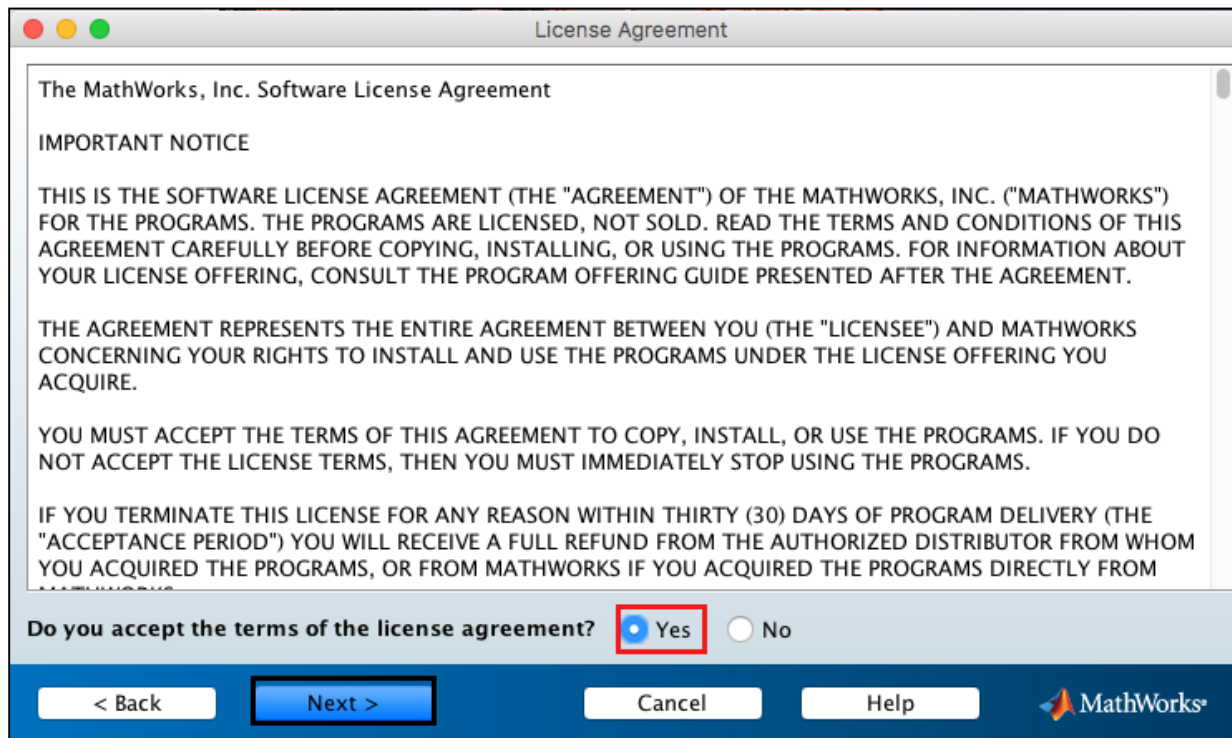 License Agreement
The MathWorks, Inc. Software License Agreement
IMPORTANT NOTICE
THIS IS THE SOFTWARE LICENSE AGREEMENT (THE "AGREEMENT") OF THE MATHWORKS, INC. ("MATHWORKS")
FOR THE PROGRAMS. THE PROGRAMS ARE LICENSED, NOT SOLD. READ THE TERMS AND CONDITIONS OF THIS
AGREEMENT CAREFULLY BEFORE COPYING, INSTALLING, OR USING THE PROGRAMS. FOR INFORMATION ABOUT
YOUR LICENSE OFFERING, CONSULT THE PROGRAM OFFERING GUIDE PRESENTED AFTER THE AGREEMENT.
THE AGREEMENT REPRESENTS THE ENTIRE AGREEMENT BETWEEN YOU (THE "LICENSEE") AND MATHWORKS
CONCERNING YOUR RIGHTS TO INSTALL AND USE THE PROGRAMS UNDER THE LICENSE OFFERING YOU
ACQUIRE.
YOU MUST ACCEPT THE TERMS OF THIS AGREEMENT TO COPY, INSTALL, OR USE THE PROGRAMS. IF YOU DO
NOT ACCEPT THE LICENSE TERMS, THEN YOU MUST IMMEDIATELY STOP USING THE PROGRAMS.
IF YOU TERMINATE THIS LICENSE FOR ANY REASON WITHIN THIRTY (30) DAYS OF PROGRAM DELIVERY (THE
"ACCEPTANCE PERIOD") YOU WILL RECEIVE A FULL REFUND FROM THE AUTHORIZED DISTRIBUTOR FROM WHOM
YOU ACQUIRED THE PROGRAMS, OR FROM MATHWORKS IF YOU ACQUIRED THE PROGRAMS DIRECTLY FROM
Do you accept the terms of the license agreement? Yes No
< Back Next > Cancel Help MathWorks